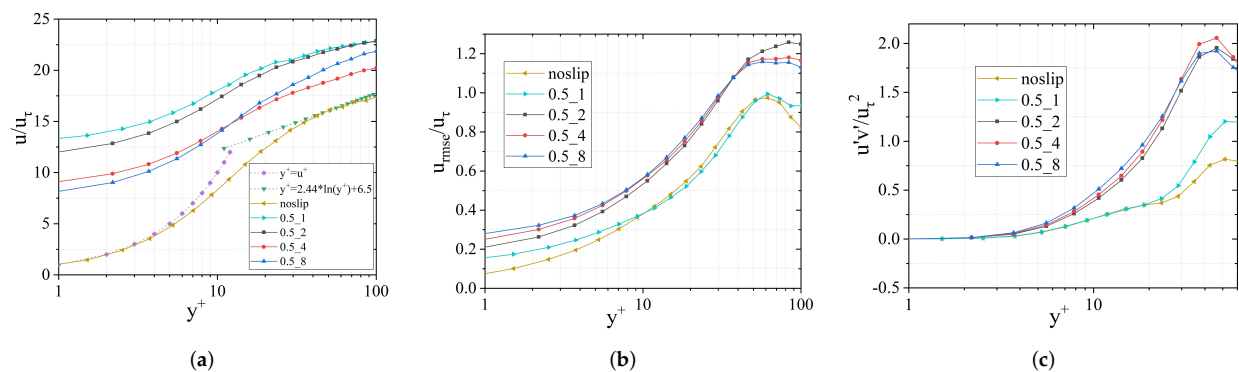 25
20
15
10
5
0
1
10
100
u/uτ
y+
y+=u+
y+=2.44*ln(y+)+6.5
noslip
0.5_1
0.5_2
0.5_4
0.5_8
(a)
1.2
1.0
0.8
0.6
0.4
0.2
0.0
1
10
100
urmse/uτ
y+
noslip
0.5_1
0.5_2
0.5_4
0.5_8
(b)
2.0
1.5
1.0
0.5
0.0
-0.5
1
10
u'v'/uτ2
y+
noslip
0.5_1
0.5_2
0.5_4
0.5_8
(c)